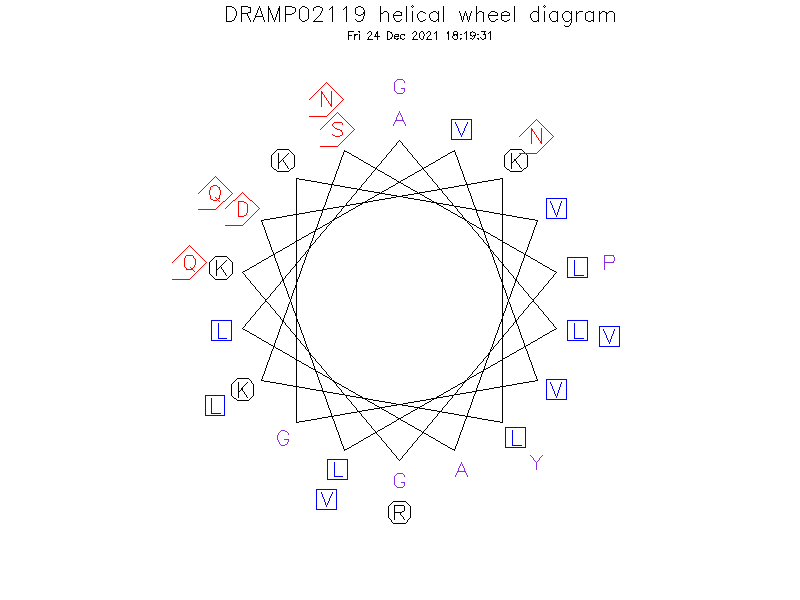 DRAMP02119 helical wheel diagram
Fri 24 Dec 2021 18:19:31
G
N
A
S
V
N
K
K
Q
D
V
Q
K
L
P
L
L
V
K
V
L
G
L
Y
L
A
G
V
R